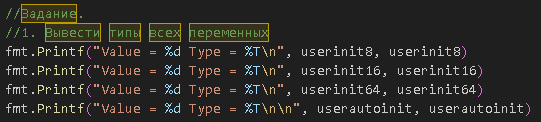 //Задание.
//1. Вывести типы всех переменных
fmt.Printf("Value = %d Type = %T\n", userinit8, userinit8)
fmt.Printf("Value = %d Type = %T\n", userinit16, userinit16)
fmt.Printf("Value = %d Type = %T\n", userinit64, userinit64)
fmt.Printf("Value = %d Type = %T\n\n", userautoinit, userautoinit)